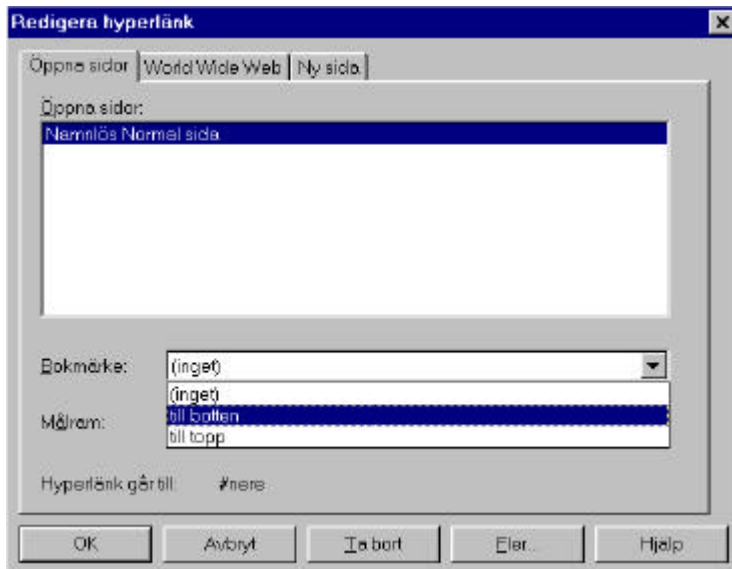 Redigera hyperlänk
Öppna sidor World Wide Web Ny sida
Öppna sidor:
Namnlös Normal sida
Bokmärke: (inget)
(inget)
till botten
Målram:
till topp
Hyperlänk går till: #nere
OK Avbryt Ta bort Fler... Hjälp